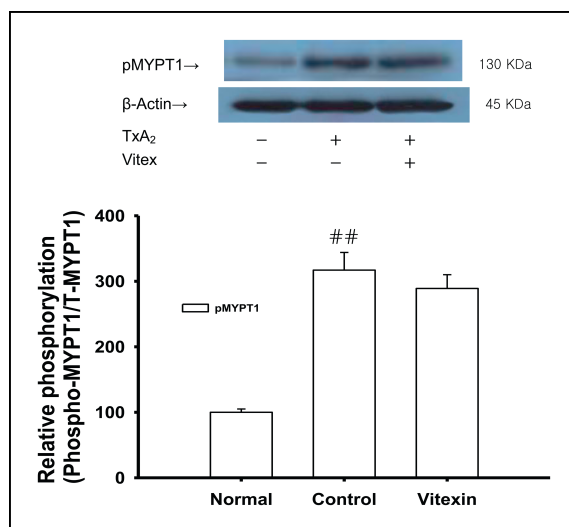 pMYPT1→ 130 KDa
β-Actin→ 45 KDa
TxA₂ − + +
Vitex − − +
Relative phosphorylation
(Phospho-MYPT1/T-MYPT1)
400
300
200
100
0
##
pMYPT1
Normal Control Vitexin